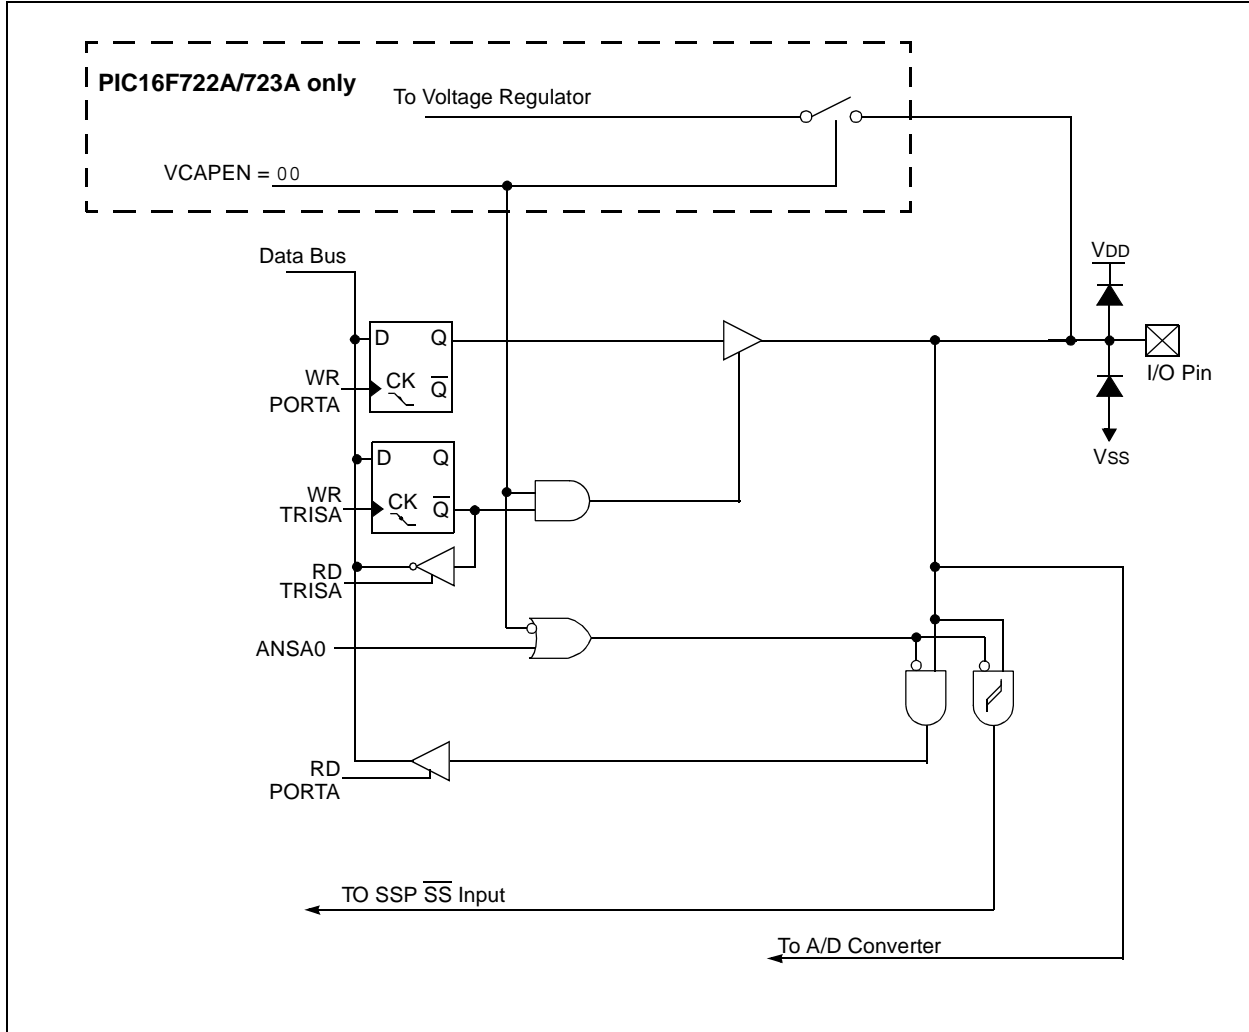 PIC16F722A/723A only
To Voltage Regulator
VCAPEN = 00
Data Bus
VDD
D Q
CK Q̅
WR
PORTA
I/O Pin
VSS
D Q
CK Q̅
WR
TRISA
RD
TRISA
ANSA0
RD
PORTA
TO SSP S̅S̅ Input
To A/D Converter